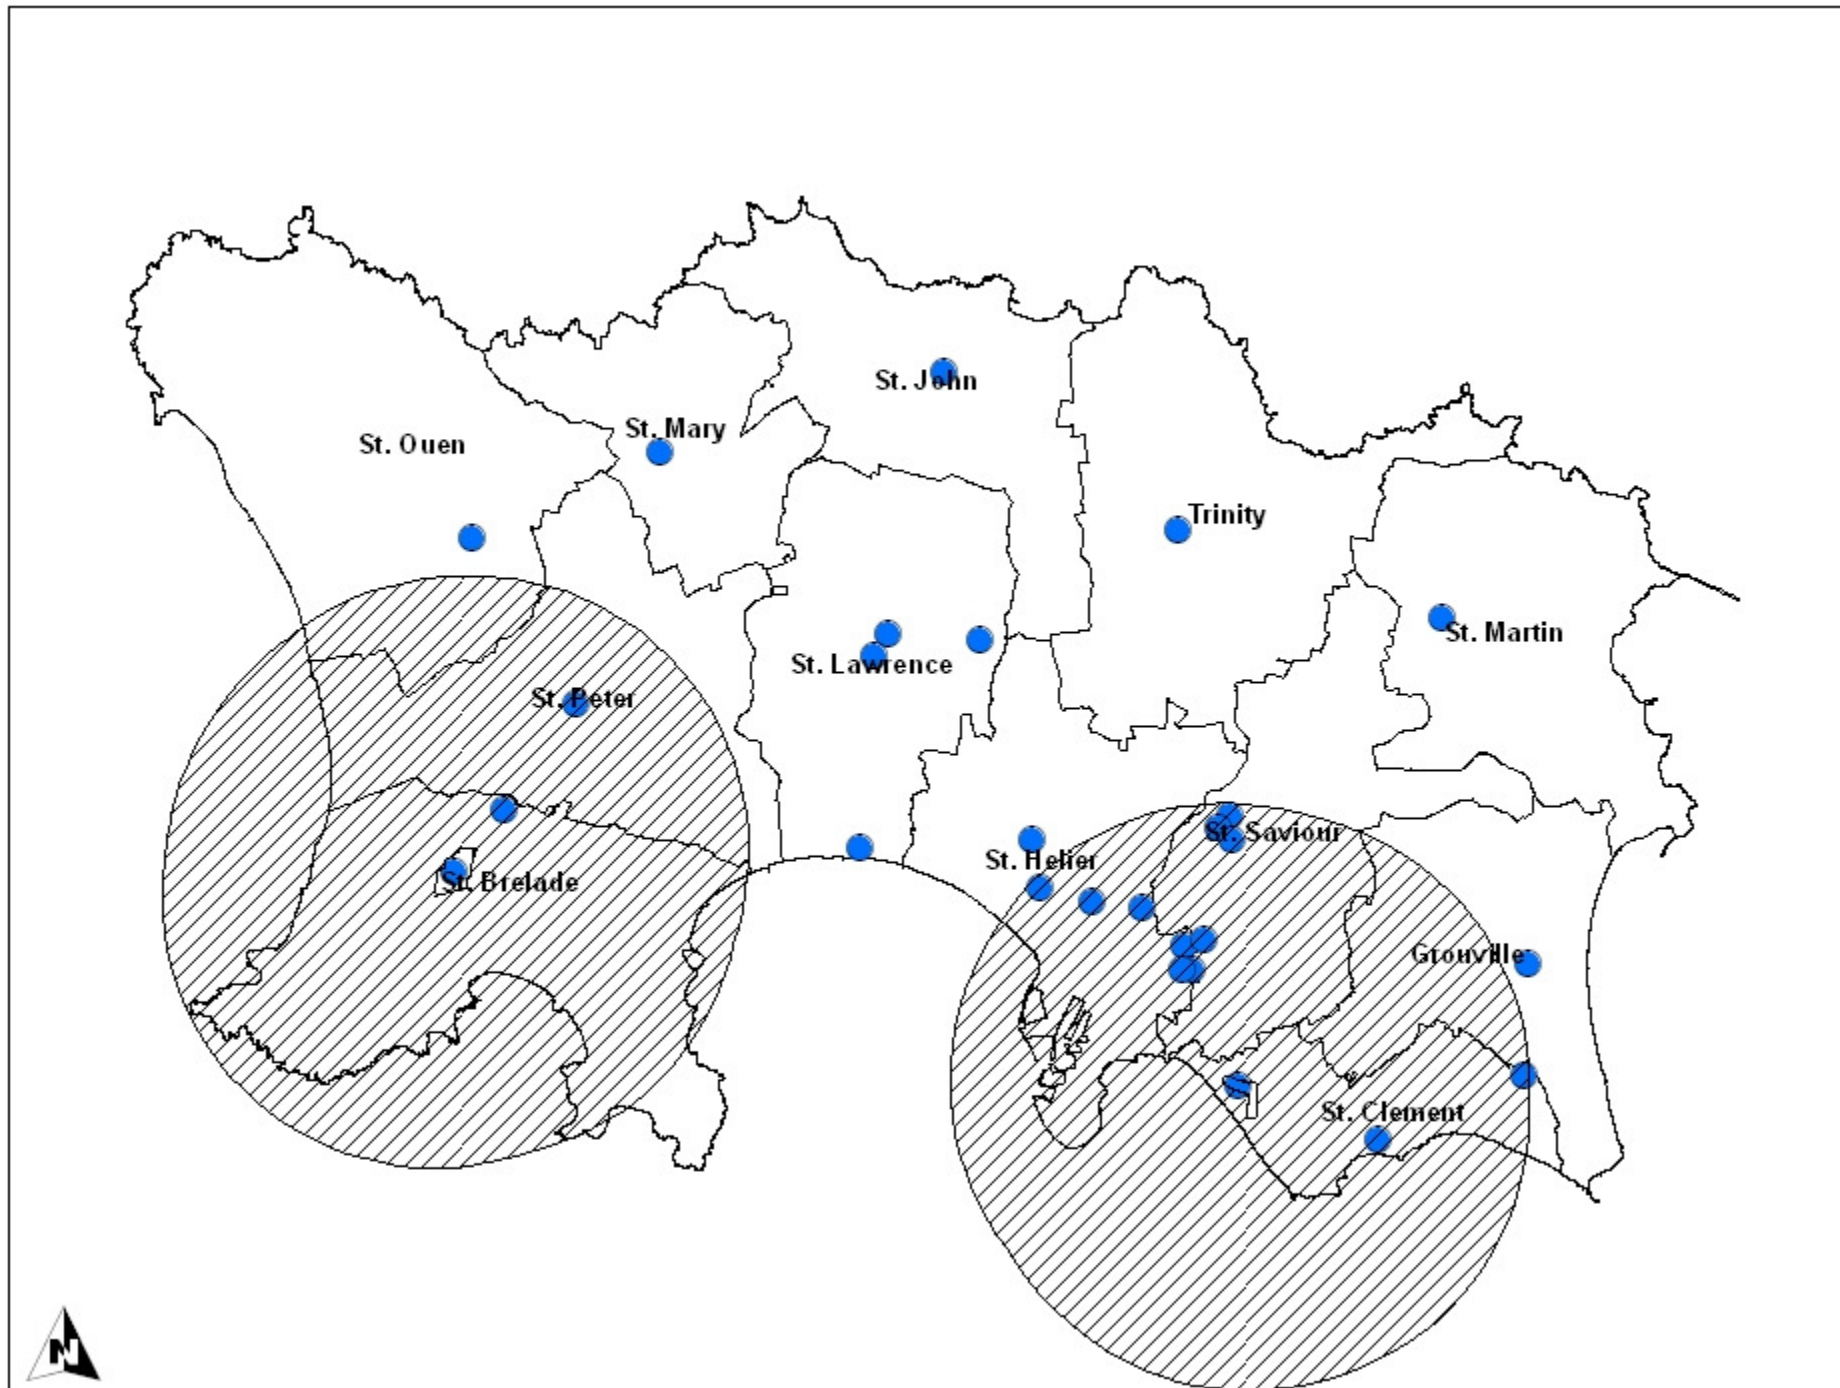 St. John
St. Mary
St. Ouen
Trinity
St. Martin
St. Lawrence
St. Peter
St. Saviour
St. Helier
St. Brelade
Grouville
St. Clement
N